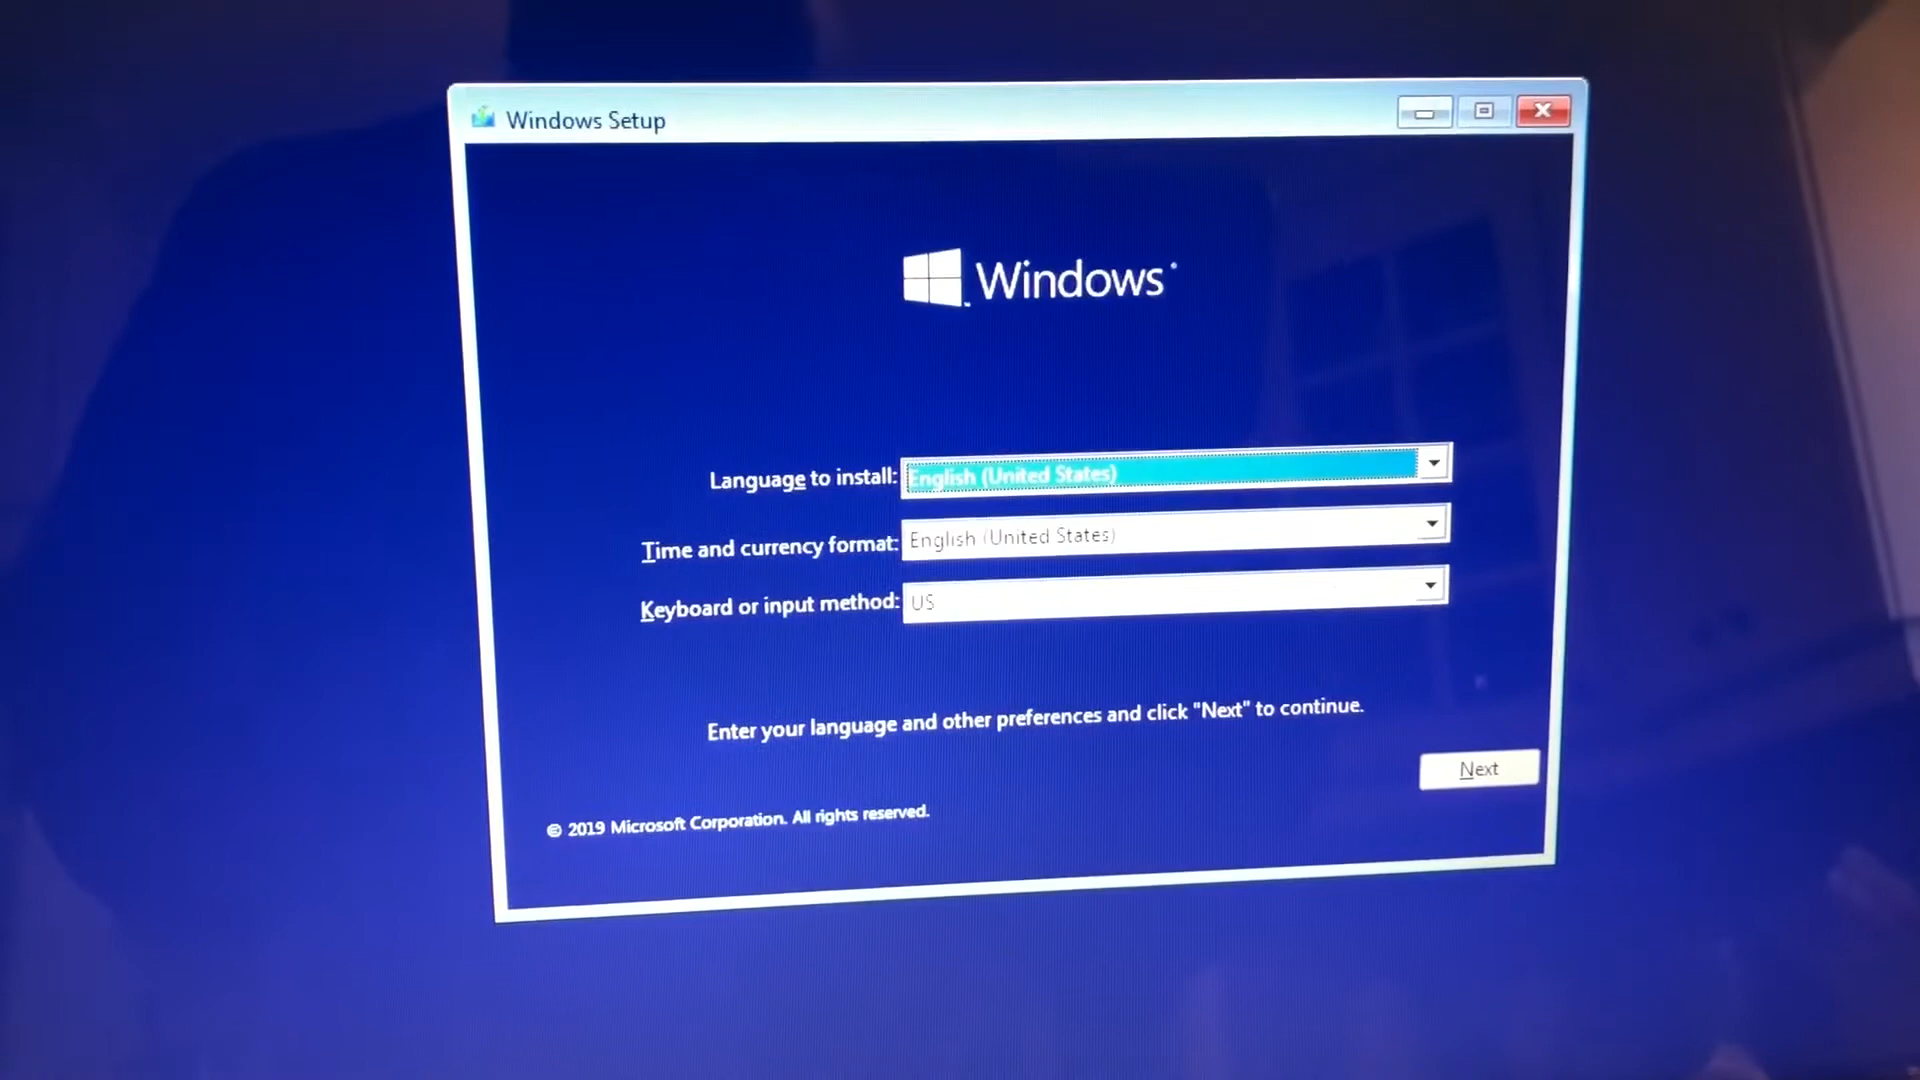 Windows Setup
Windows
Language to install: English (United States)
Time and currency format: English (United States)
Keyboard or input method: US
Enter your language and other preferences and click "Next" to continue.
Next
© 2019 Microsoft Corporation. All rights reserved.